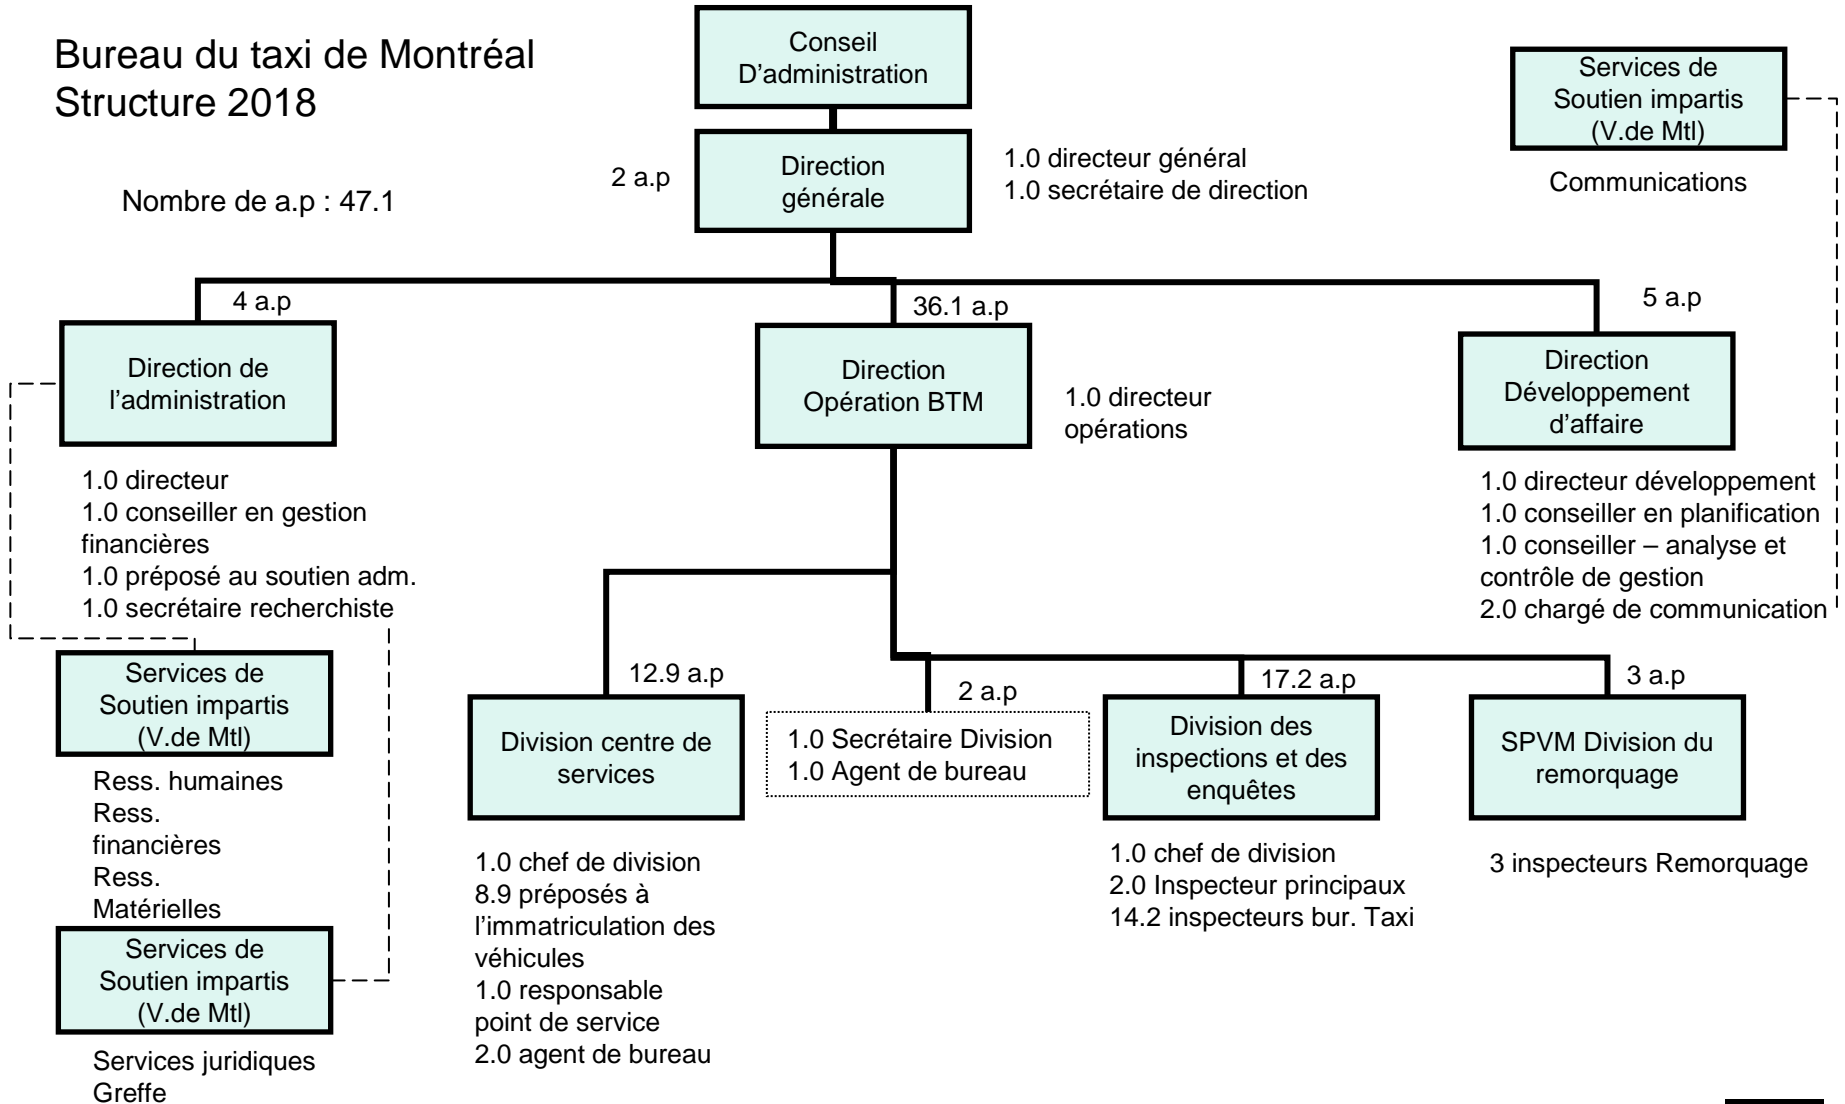 Bureau du taxi de Montréal
Structure 2018
Nombre de a.p : 47.1
Conseil
D'administration
2 a.p
Direction
générale
1.0 directeur général
1.0 secrétaire de direction
Services de
Soutien impartis
(V.de Mtl)
Communications
4 a.p
Direction de
l'administration
1.0 directeur
1.0 conseiller en gestion
financières
1.0 préposé au soutien adm.
1.0 secrétaire recherchiste
36.1 a.p
Direction
Opération BTM
1.0 directeur
opérations
5 a.p
Direction
Développement
d'affaire
1.0 directeur développement
1.0 conseiller en planification
1.0 conseiller – analyse et
contrôle de gestion
2.0 chargé de communication
Services de
Soutien impartis
(V.de Mtl)
Ress. humaines
Ress.
financières
Ress.
Matérielles
Services de
Soutien impartis
(V.de Mtl)
Services juridiques
Greffe
12.9 a.p
Division centre de
services
1.0 chef de division
8.9 préposés à
l'immatriculation des
véhicules
1.0 responsable
point de service
2.0 agent de bureau
2 a.p
1.0 Secrétaire Division
1.0 Agent de bureau
17.2 a.p
Division des
inspections et des
enquêtes
1.0 chef de division
2.0 Inspecteur principaux
14.2 inspecteurs bur. Taxi
3 a.p
SPVM Division du
remorquage
3 inspecteurs Remorquage